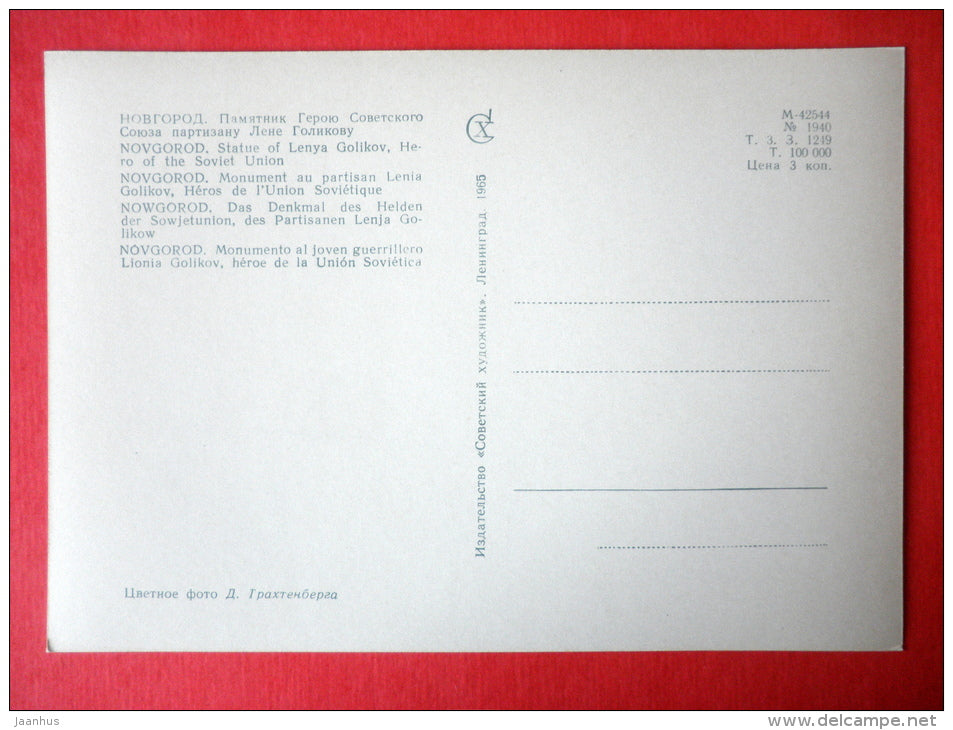 НОВГОРОД. Памятник Герою Советского
Союза партизану Лене Голикову
NOVGOROD. Statue of Lenya Golikov, He-
ro of the Soviet Union
NOVGOROD. Monument au partisan Lenia
Golikov, Héros de l'Union Soviétique
NOWGOROD. Das Denkmal des Helden
der Sowjetunion, des Partisanen Lenja Go-
likow
NÓVGOROD. Monumento al joven guerrillero
Lionia Golikov, héroe de la Unión Soviética
Цветное фото Д. Трахтенберга
Издательство «Советский художник». Ленинград 1965
СХ
М-42544
№ 1940
Т. З. З. 1249
Т. 100 000
Цена 3 коп.
jaanhus
www.delcampe.net